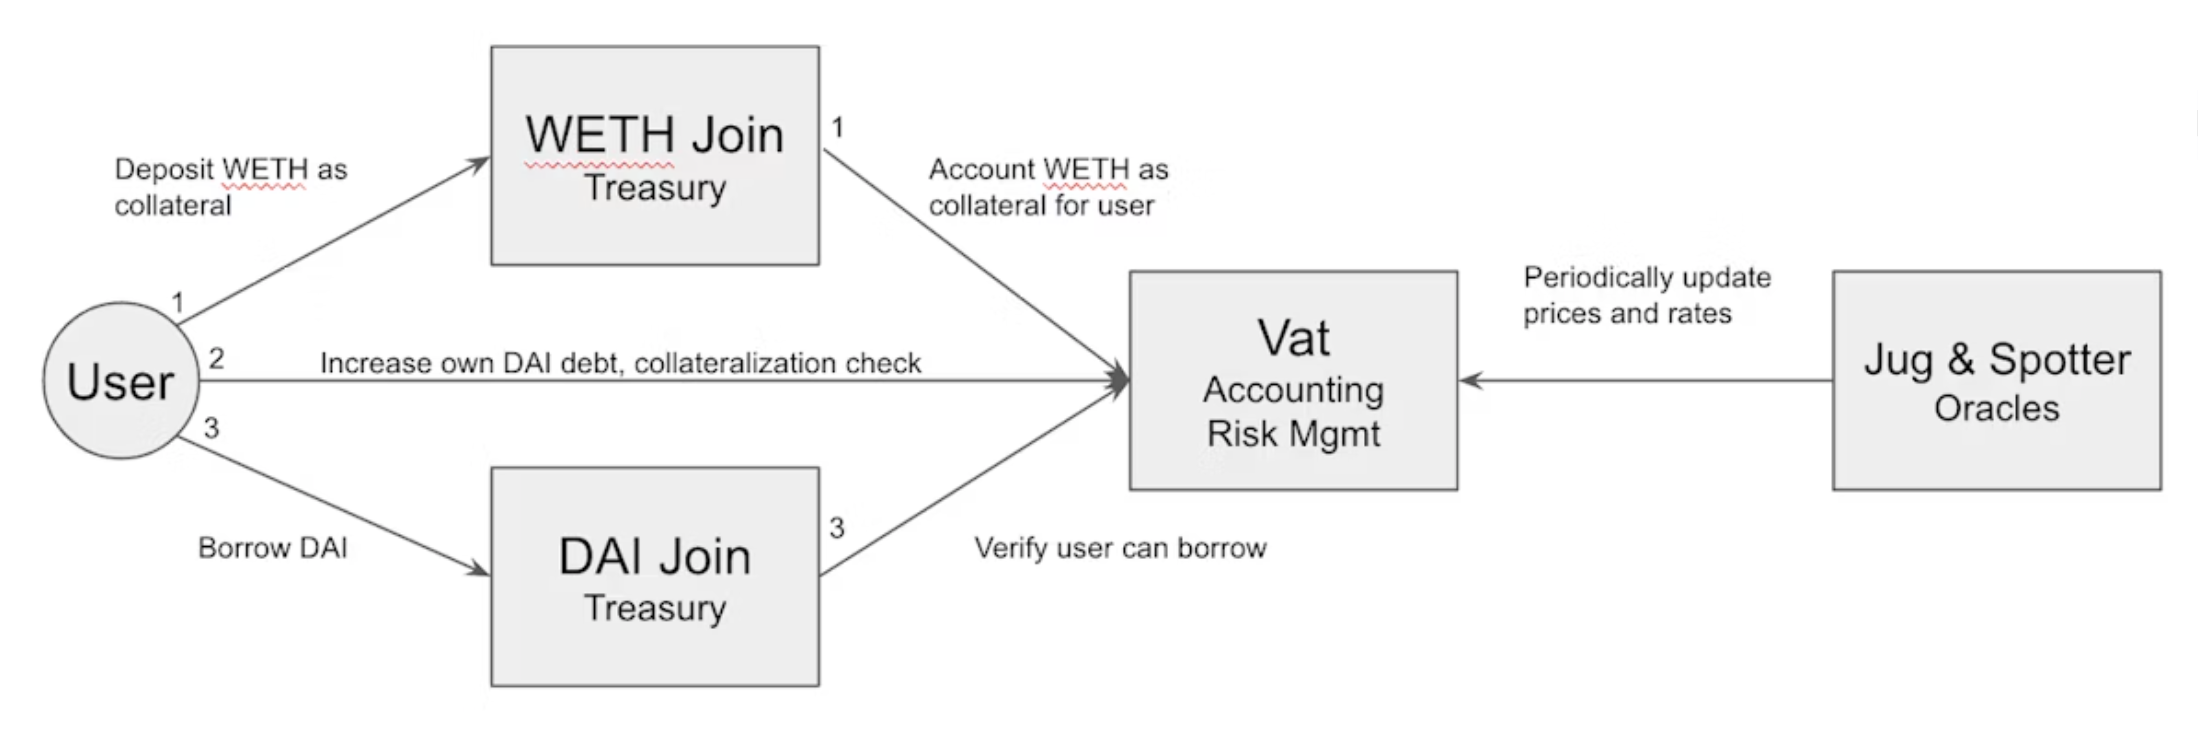 WETH Join
Treasury
1
Deposit WETH as
collateral
Account WETH as
collateral for user
1
User
2
Increase own DAI debt, collateralization check
3
Vat
Accounting
Risk Mgmt
Periodically update
prices and rates
Jug & Spotter
Oracles
Borrow DAI
DAI Join
Treasury
3
Verify user can borrow